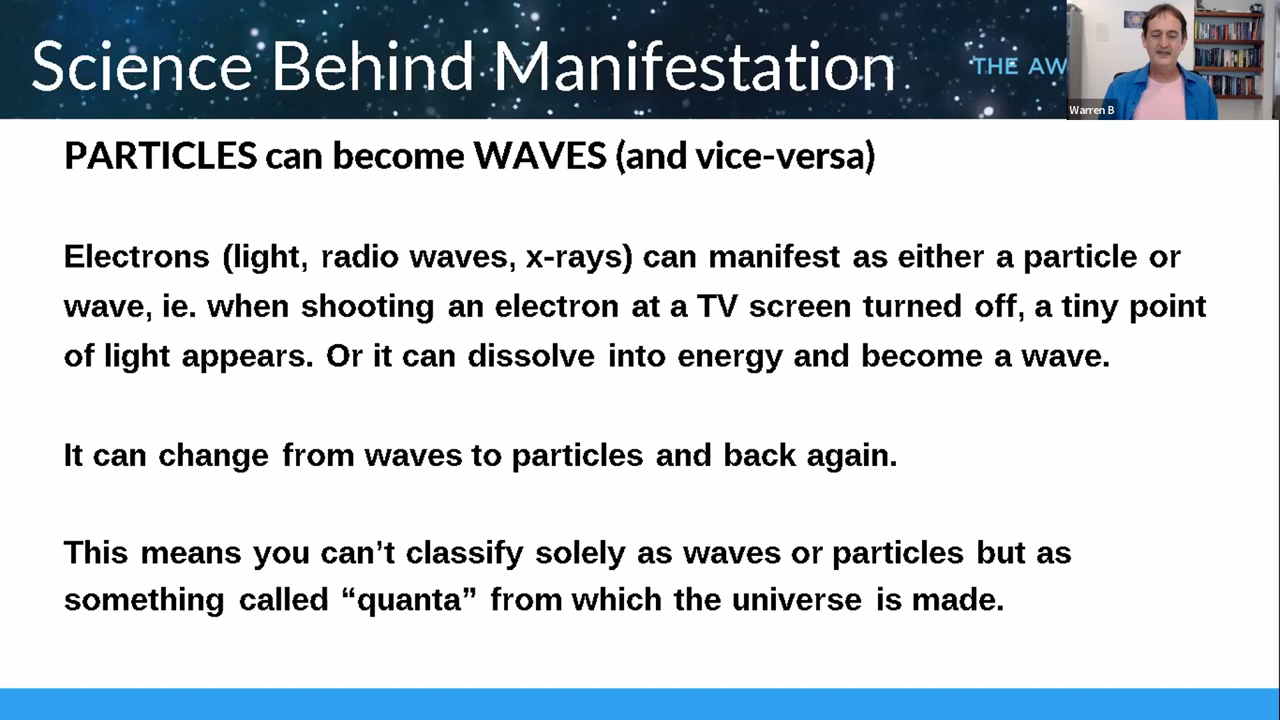 Science Behind Manifestation
THE AW
Warren B
PARTICLES can become WAVES (and vice-versa)
Electrons (light, radio waves, x-rays) can manifest as either a particle or
wave, ie. when shooting an electron at a TV screen turned off, a tiny point
of light appears. Or it can dissolve into energy and become a wave.
It can change from waves to particles and back again.
This means you can’t classify solely as waves or particles but as
something called “quanta” from which the universe is made.